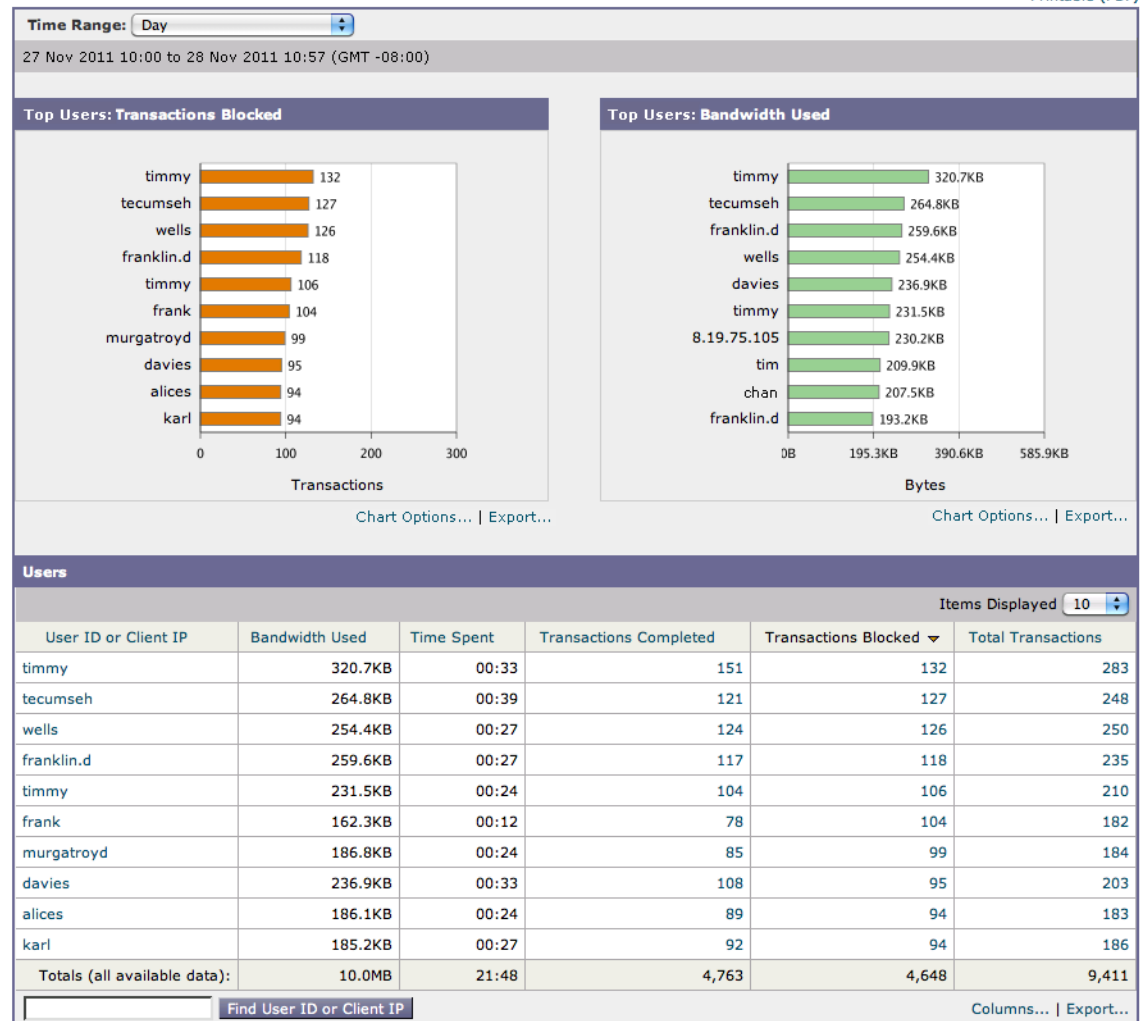 Printable (PDF)
Time Range: Day
27 Nov 2011 10:00 to 28 Nov 2011 10:57 (GMT -08:00)
Top Users: Transactions Blocked
timmy 132
tecumseh 127
wells 126
franklin.d 118
timmy 106
frank 104
murgatroyd 99
davies 95
alices 94
karl 94
0 100 200 300
Transactions
Chart Options... | Export...
Top Users: Bandwidth Used
timmy 320.7KB
tecumseh 264.8KB
franklin.d 259.6KB
wells 254.4KB
davies 236.9KB
timmy 231.5KB
8.19.75.105 230.2KB
tim 209.9KB
chan 207.5KB
franklin.d 193.2KB
0B 195.3KB 390.6KB 585.9KB
Bytes
Chart Options... | Export...
Users
Items Displayed 10
User ID or Client IP Bandwidth Used Time Spent Transactions Completed Transactions Blocked Total Transactions
timmy 320.7KB 00:33 151 132 283
tecumseh 264.8KB 00:39 121 127 248
wells 254.4KB 00:27 124 126 250
franklin.d 259.6KB 00:27 117 118 235
timmy 231.5KB 00:24 104 106 210
frank 162.3KB 00:12 78 104 182
murgatroyd 186.8KB 00:24 85 99 184
davies 236.9KB 00:33 108 95 203
alices 186.1KB 00:24 89 94 183
karl 185.2KB 00:27 92 94 186
Totals (all available data): 10.0MB 21:48 4,763 4,648 9,411
Find User ID or Client IP
Columns... | Export...